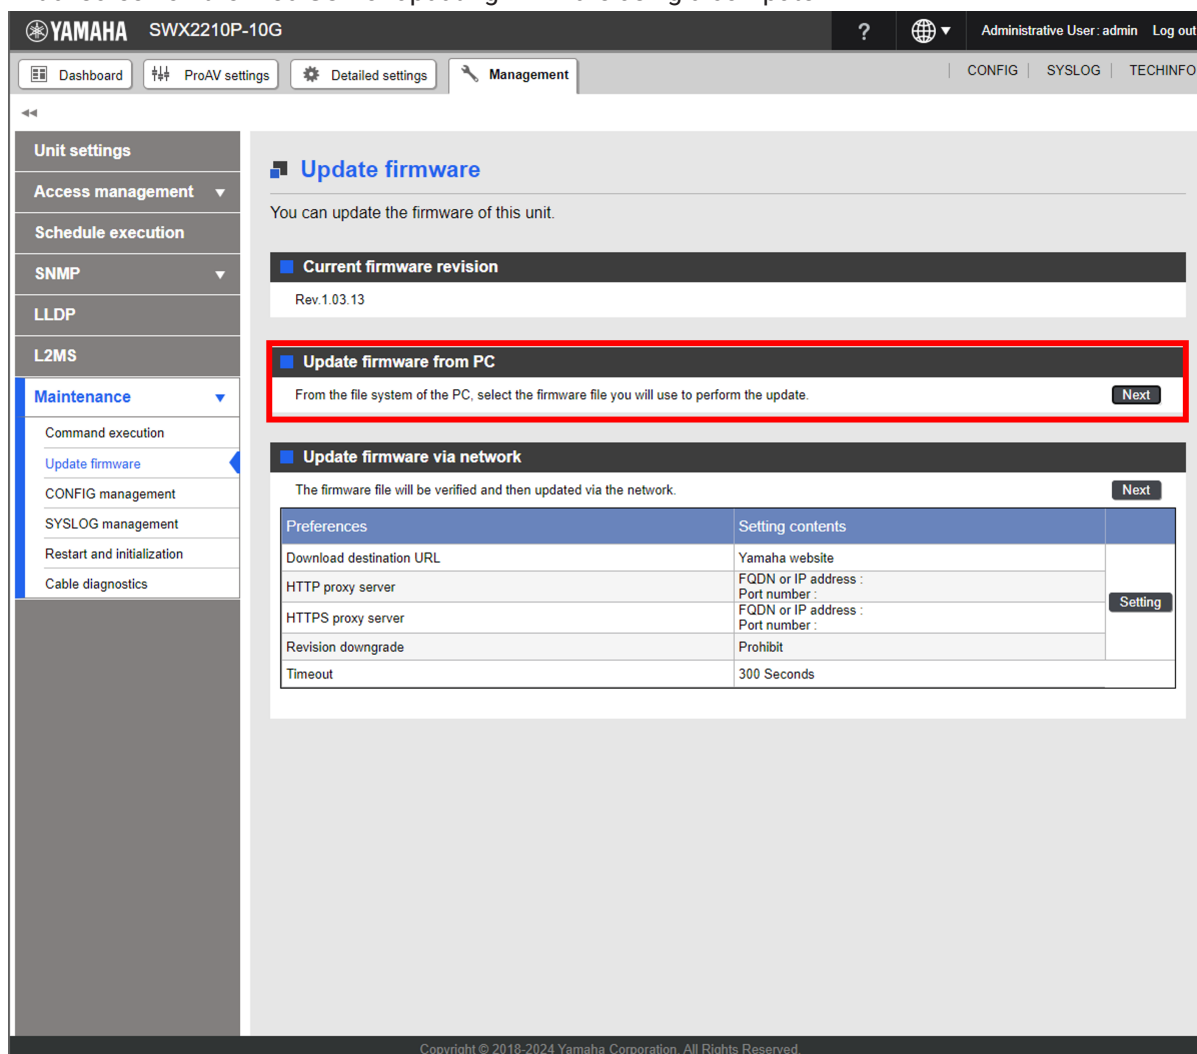 YAMAHA SWX2210P-10G ? Administrative User: admin Log out
Dashboard ProAV settings Detailed settings Management CONFIG SYSLOG TECHINFO
Unit settings
Access management
Schedule execution
SNMP
LLDP
L2MS
Maintenance
Command execution
Update firmware
CONFIG management
SYSLOG management
Restart and initialization
Cable diagnostics
Update firmware
You can update the firmware of this unit.
Current firmware revision
Rev.1.03.13
Update firmware from PC
From the file system of the PC, select the firmware file you will use to perform the update. Next
Update firmware via network
The firmware file will be verified and then updated via the network. Next
Preferences Setting contents
Download destination URL Yamaha website
HTTP proxy server FQDN or IP address :
Port number :
HTTPS proxy server FQDN or IP address :
Port number :
Setting
Revision downgrade Prohibit
Timeout 300 Seconds
Copyright © 2018-2024 Yamaha Corporation. All Rights Reserved.